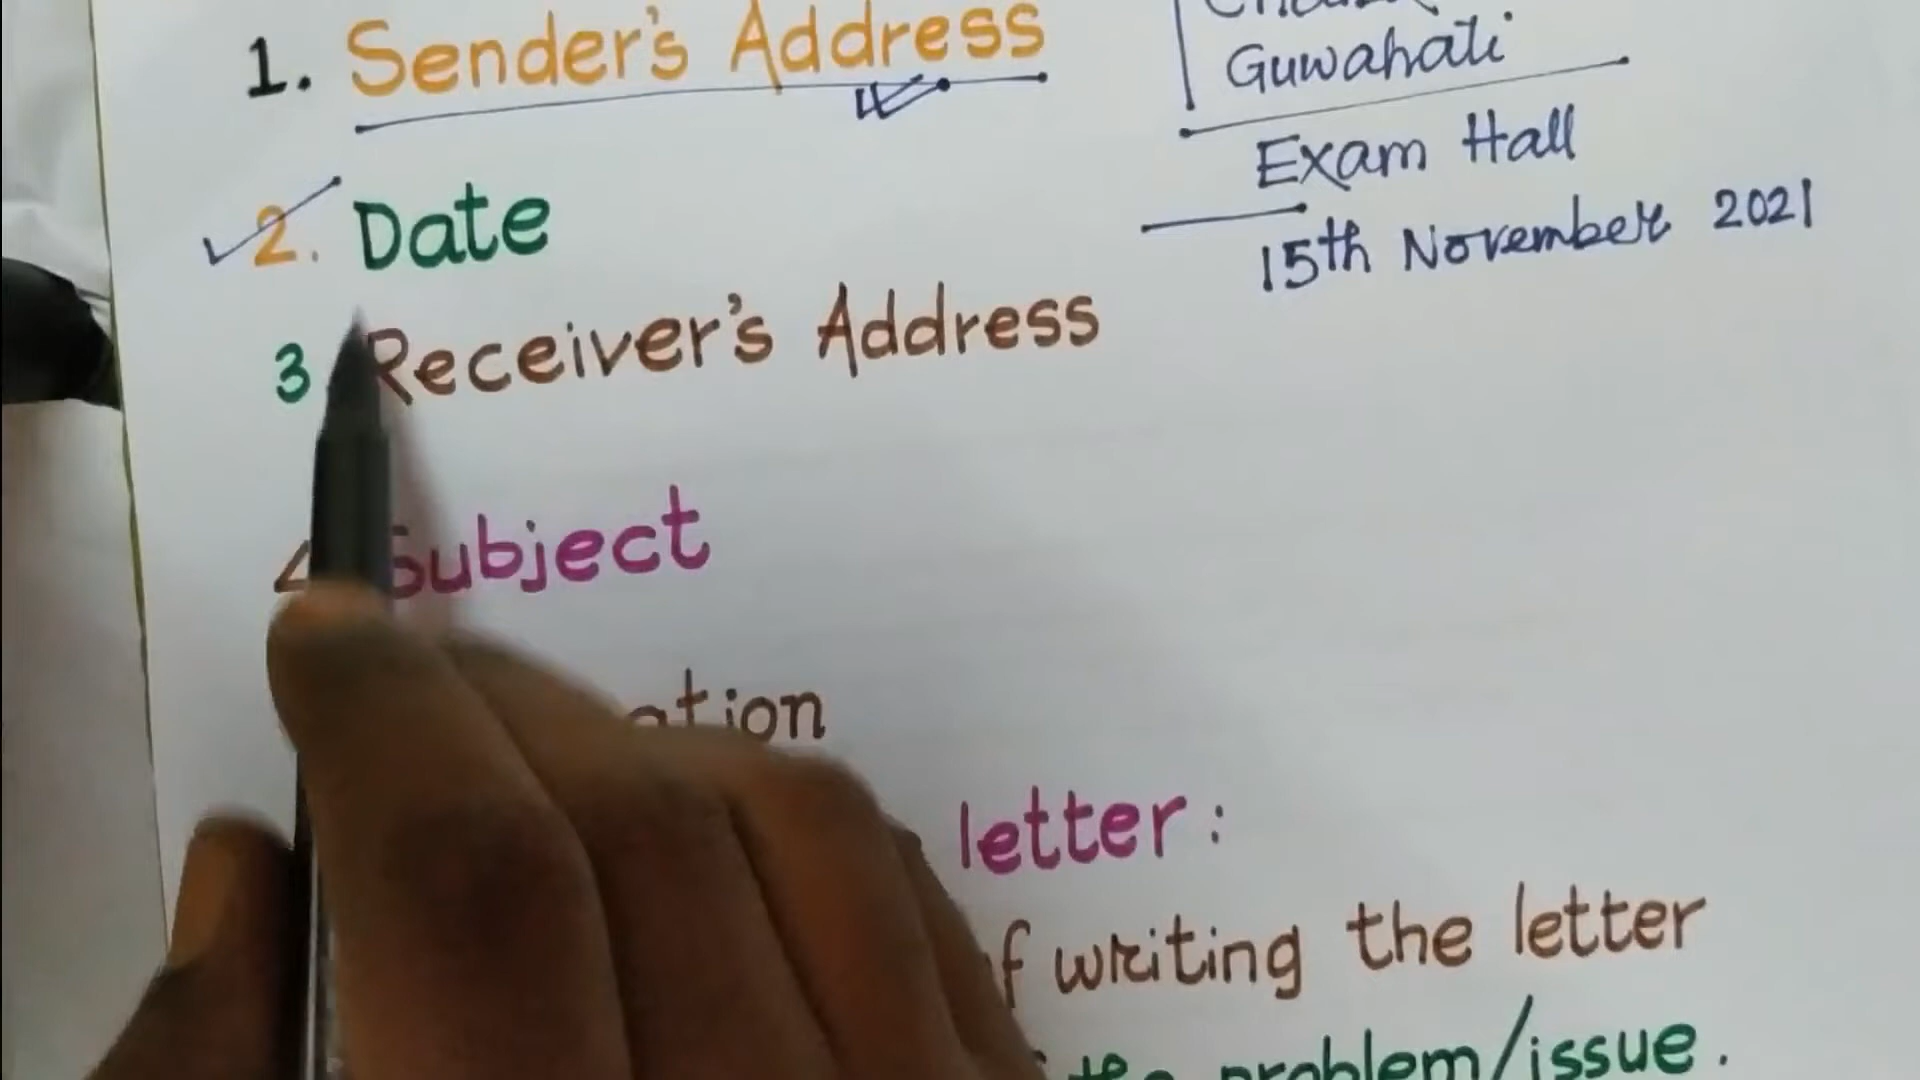 1. Sender's Address
Guwahati
Exam Hall
2. Date
15th November 2021
3 Receiver's Address
Subject
letter:
writing the letter
problem/issue.